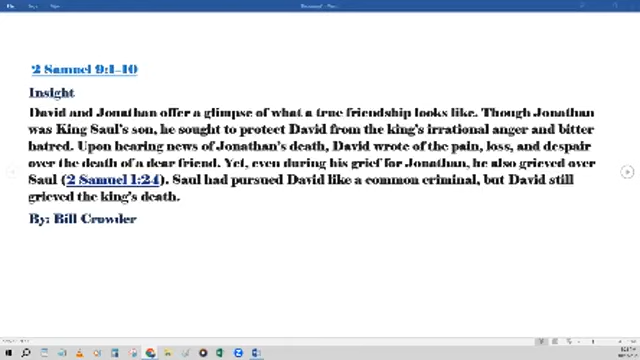 2 Samuel 9:1-10
Insight
David and Jonathan offer a glimpse of what a true friendship looks like. Though Jonathan
was King Saul's son, he sought to protect David from the king's irrational anger and bitter
hatred. Upon hearing news of Jonathan's death, David wrote of the pain, loss, and despair
over the death of a dear friend. Yet, even during his grief for Jonathan, he also grieved over
Saul (2 Samuel 1:24). Saul had pursued David like a common criminal, but David still
grieved the king's death.
By: Bill Crowder